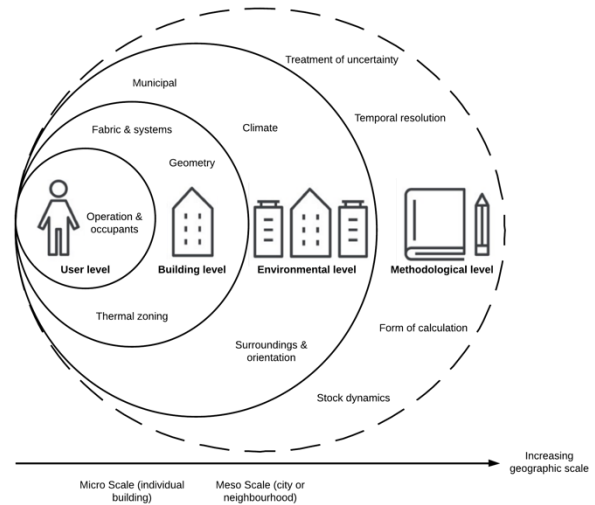 Treatment of uncertainty
Municipal
Temporal resolution
Fabric & systems
Climate
Geometry
Operation &
occupants
User level
Building level
Environmental level
Methodological level
Thermal zoning
Form of calculation
Surroundings &
orientation
Stock dynamics
Increasing
geographic scale
Micro Scale (individual
building)
Meso Scale (city or
neighbourhood)